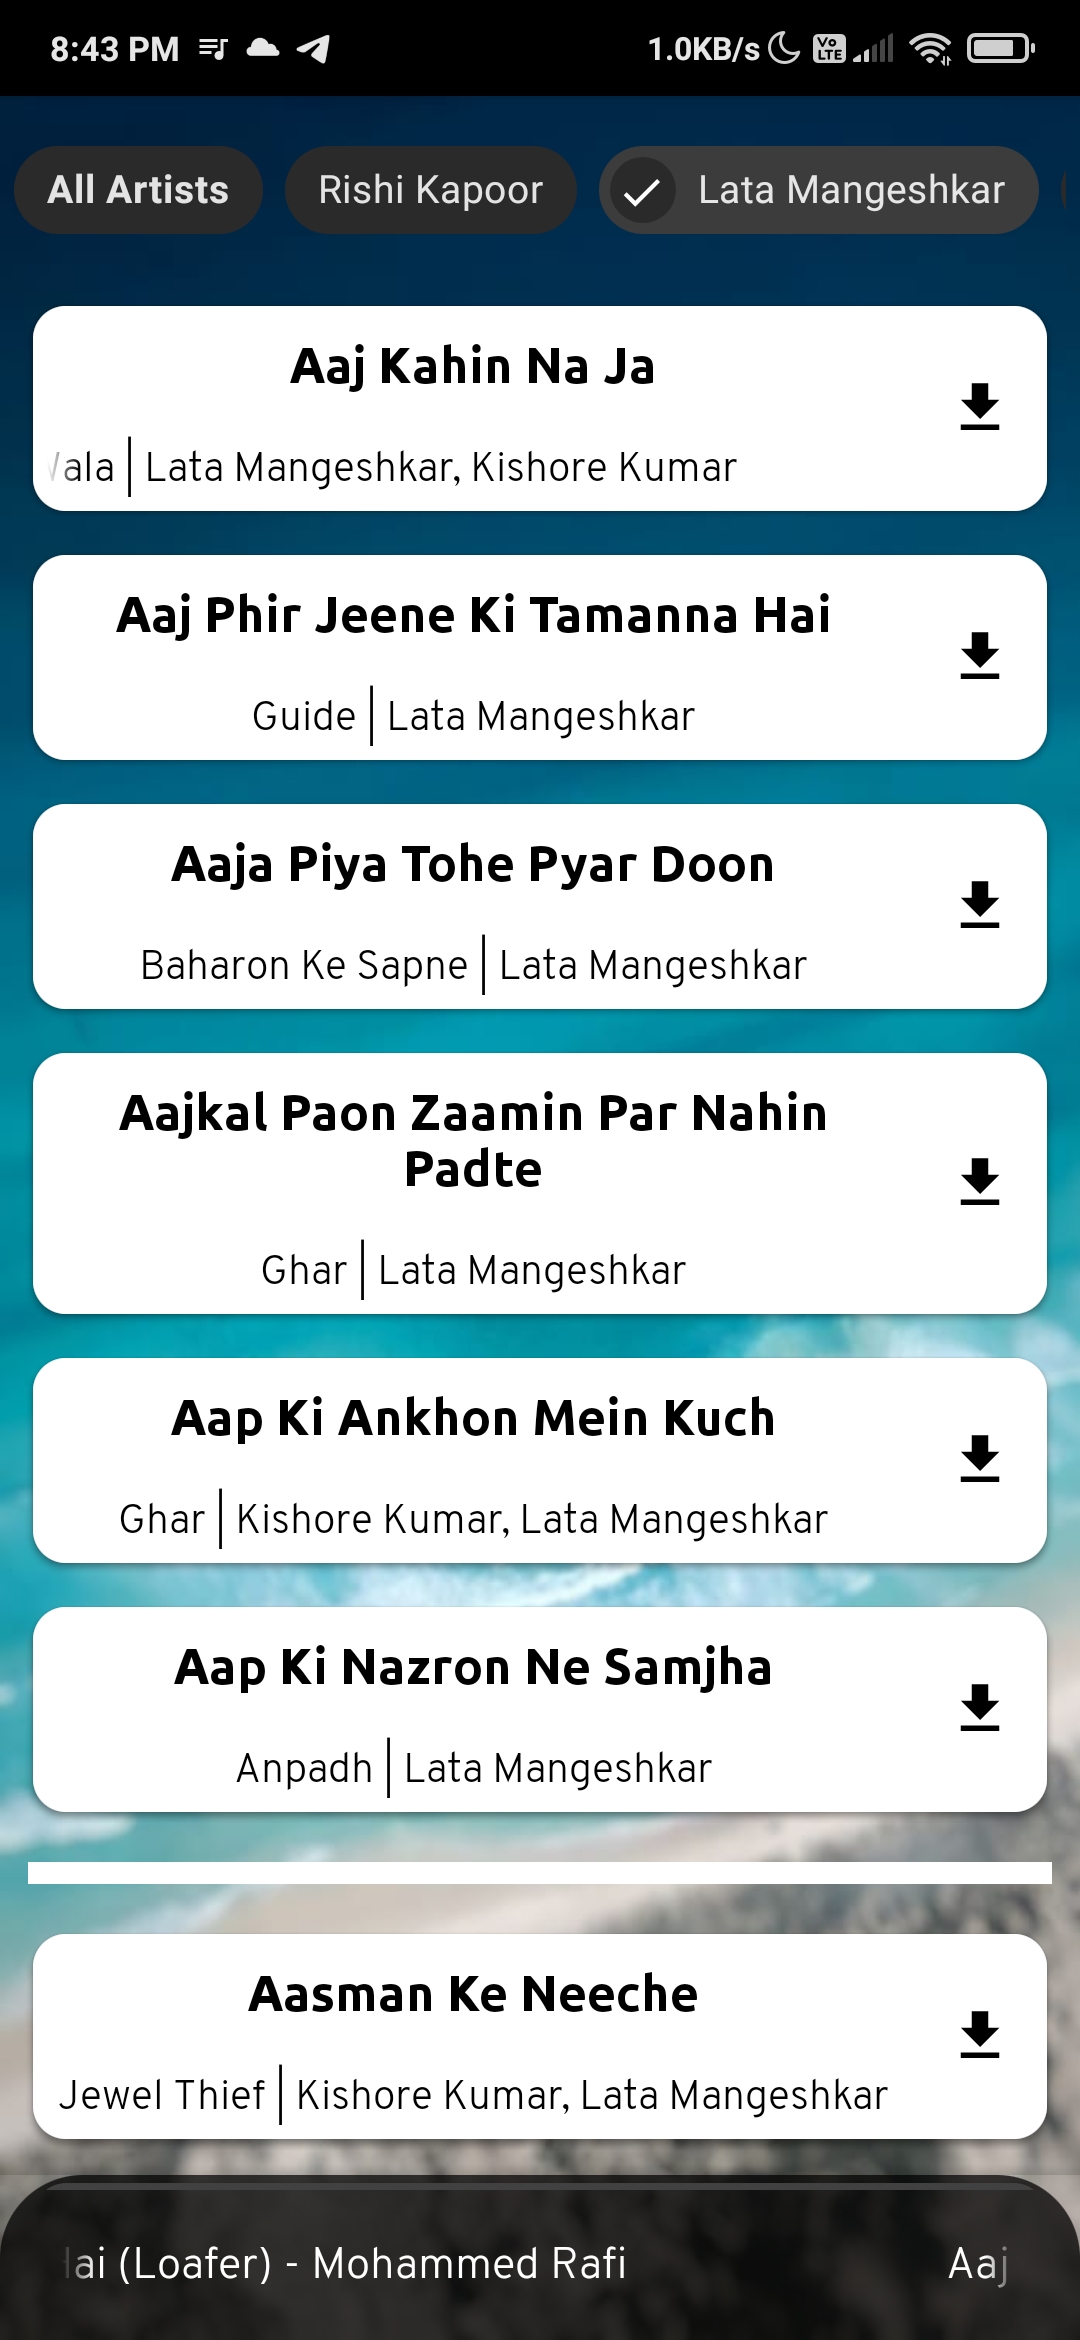 8:43 PM 1.0KB/s Vo LTE
All Artists Rishi Kapoor Lata Mangeshkar
Aaj Kahin Na Ja
| Lata Mangeshkar, Kishore Kumar
Aaj Phir Jeene Ki Tamanna Hai
Guide | Lata Mangeshkar
Aaja Piya Tohe Pyar Doon
Baharon Ke Sapne | Lata Mangeshkar
Aajkal Paon Zaamin Par Nahin
Padte
Ghar | Lata Mangeshkar
Aap Ki Ankhon Mein Kuch
Ghar | Kishore Kumar, Lata Mangeshkar
Aap Ki Nazron Ne Samjha
Anpadh | Lata Mangeshkar
Aasman Ke Neeche
Jewel Thief | Kishore Kumar, Lata Mangeshkar
(Loafer) - Mohammed Rafi Aaj